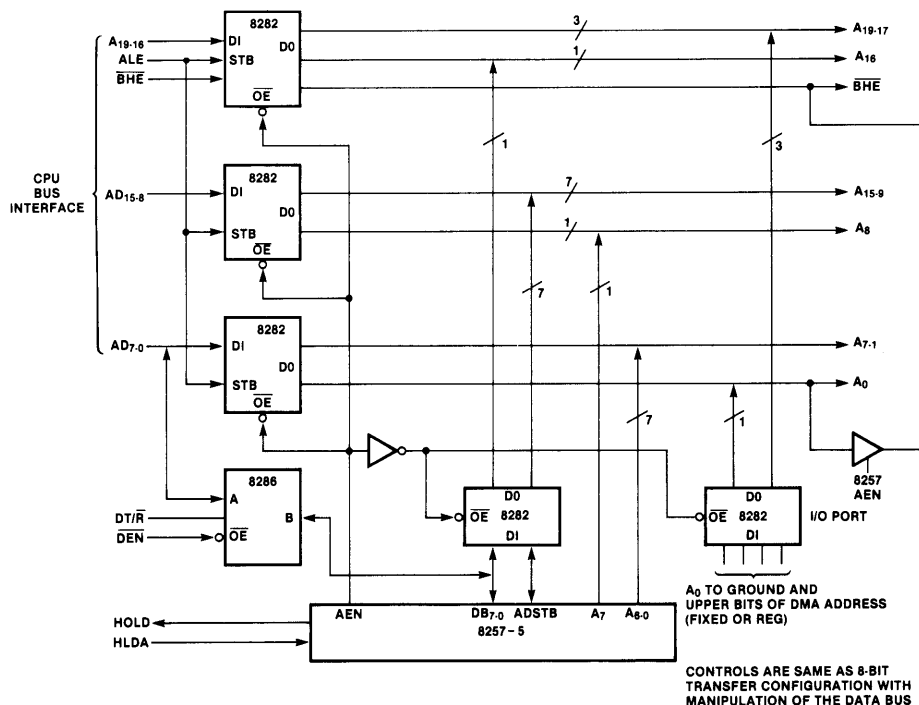 8282
DI
D0
STB
OE
A19-16
ALE
BHE
3
A19-17
1
A16
BHE
1
3
CPU
BUS
INTERFACE
AD15-8
8282
DI
D0
STB
OE
7
A15-9
1
A8
7
1
AD7-0
8282
DI
D0
STB
OE
A7-1
A0
1
7
8286
A
B
OE
DT/R
DEN
D0
OE
8282
DI
D0
OE
8282
DI
I/O PORT
8257
AEN
A0 TO GROUND AND
UPPER BITS OF DMA ADDRESS
(FIXED OR REG)
HOLD
HLDA
AEN
DB7-0
ADSTB
A7
A6-0
8257-5
CONTROLS ARE SAME AS 8-BIT
TRANSFER CONFIGURATION WITH
MANIPULATION OF THE DATA BUS